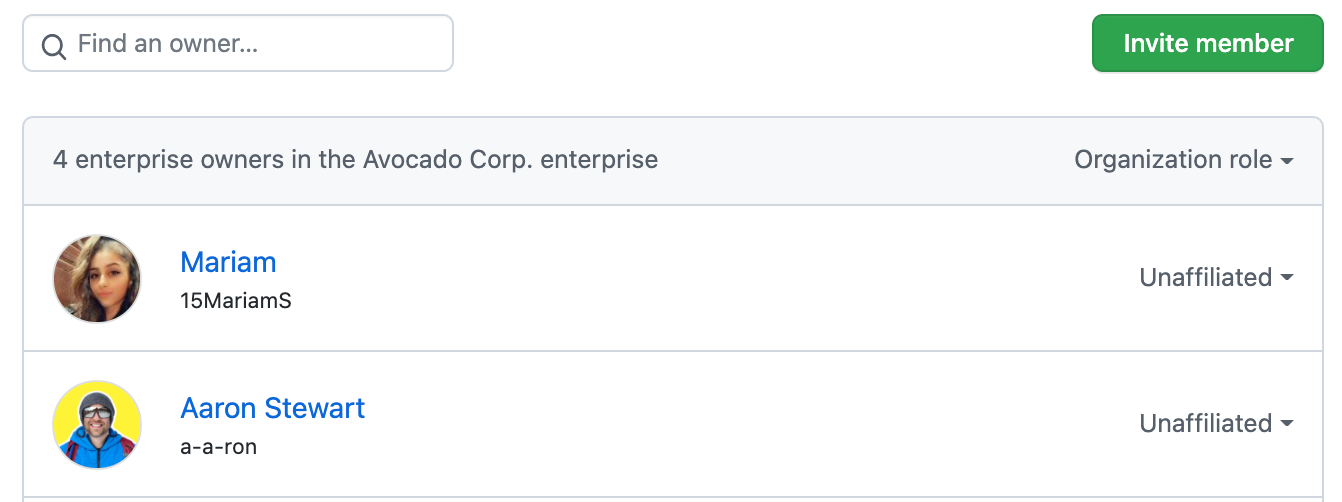 Find an owner...
Invite member
4 enterprise owners in the Avocado Corp. enterprise
Organization role
Mariam
15MariamS
Unaffiliated
Aaron Stewart
a-a-ron
Unaffiliated